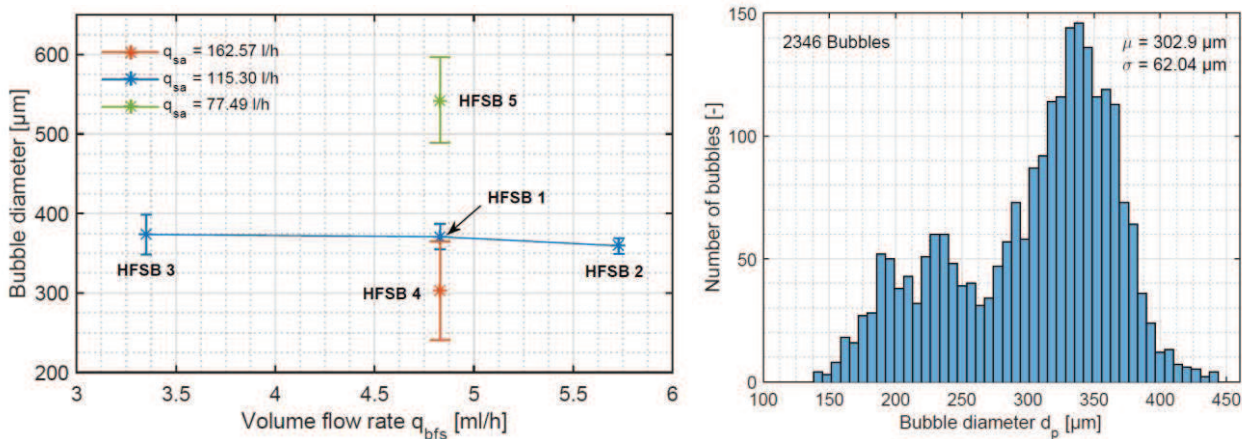 q_sa = 162.57 l/h
q_sa = 115.30 l/h
q_sa = 77.49 l/h
HFSB 5
HFSB 1
HFSB 3
HFSB 2
HFSB 4
600
500
400
300
200
3 3.5 4 4.5 5 5.5 6
Bubble diameter [µm]
Volume flow rate q_bfs [ml/h]
2346 Bubbles
µ = 302.9 µm
σ = 62.04 µm
150
100
50
0
100 150 200 250 300 350 400 450
Number of bubbles [-]
Bubble diameter d_p [µm]